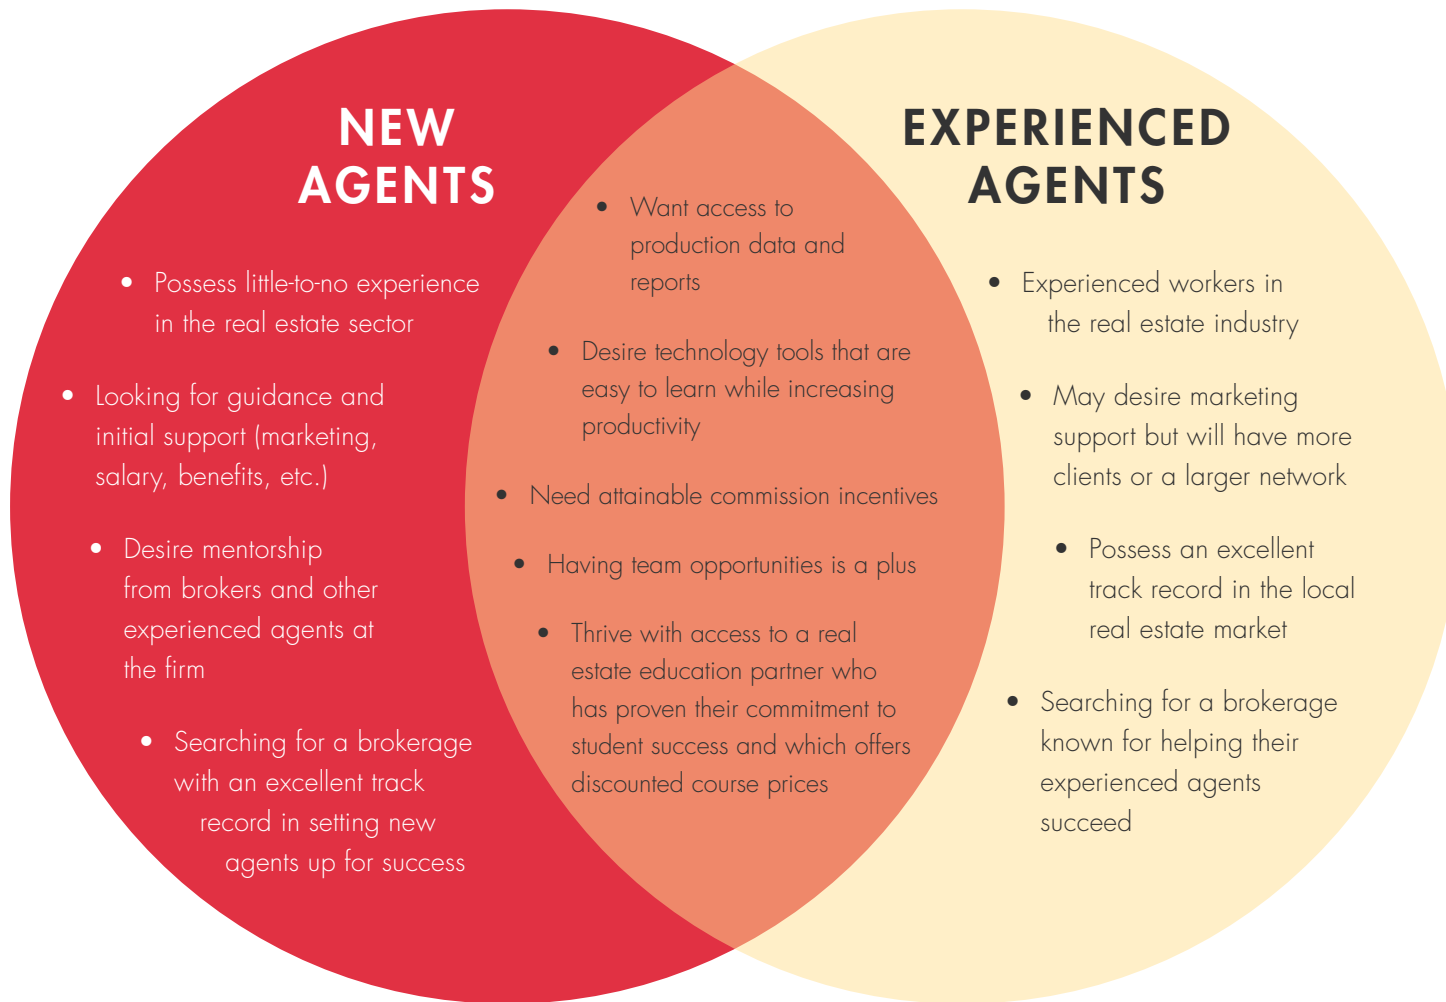 NEW
AGENTS
• Possess little-to-no experience
in the real estate sector
• Looking for guidance and
initial support (marketing,
salary, benefits, etc.)
• Desire mentorship
from brokers and other
experienced agents at
the firm
• Searching for a brokerage
with an excellent track
record in setting new
agents up for success
• Want access to
production data and
reports
• Desire technology tools that are
easy to learn while increasing
productivity
• Need attainable commission incentives
• Having team opportunities is a plus
• Thrive with access to a real
estate education partner who
has proven their commitment to
student success and which offers
discounted course prices
EXPERIENCED
AGENTS
• Experienced workers in
the real estate industry
• May desire marketing
support but will have more
clients or a larger network
• Possess an excellent
track record in the local
real estate market
• Searching for a brokerage
known for helping their
experienced agents
succeed